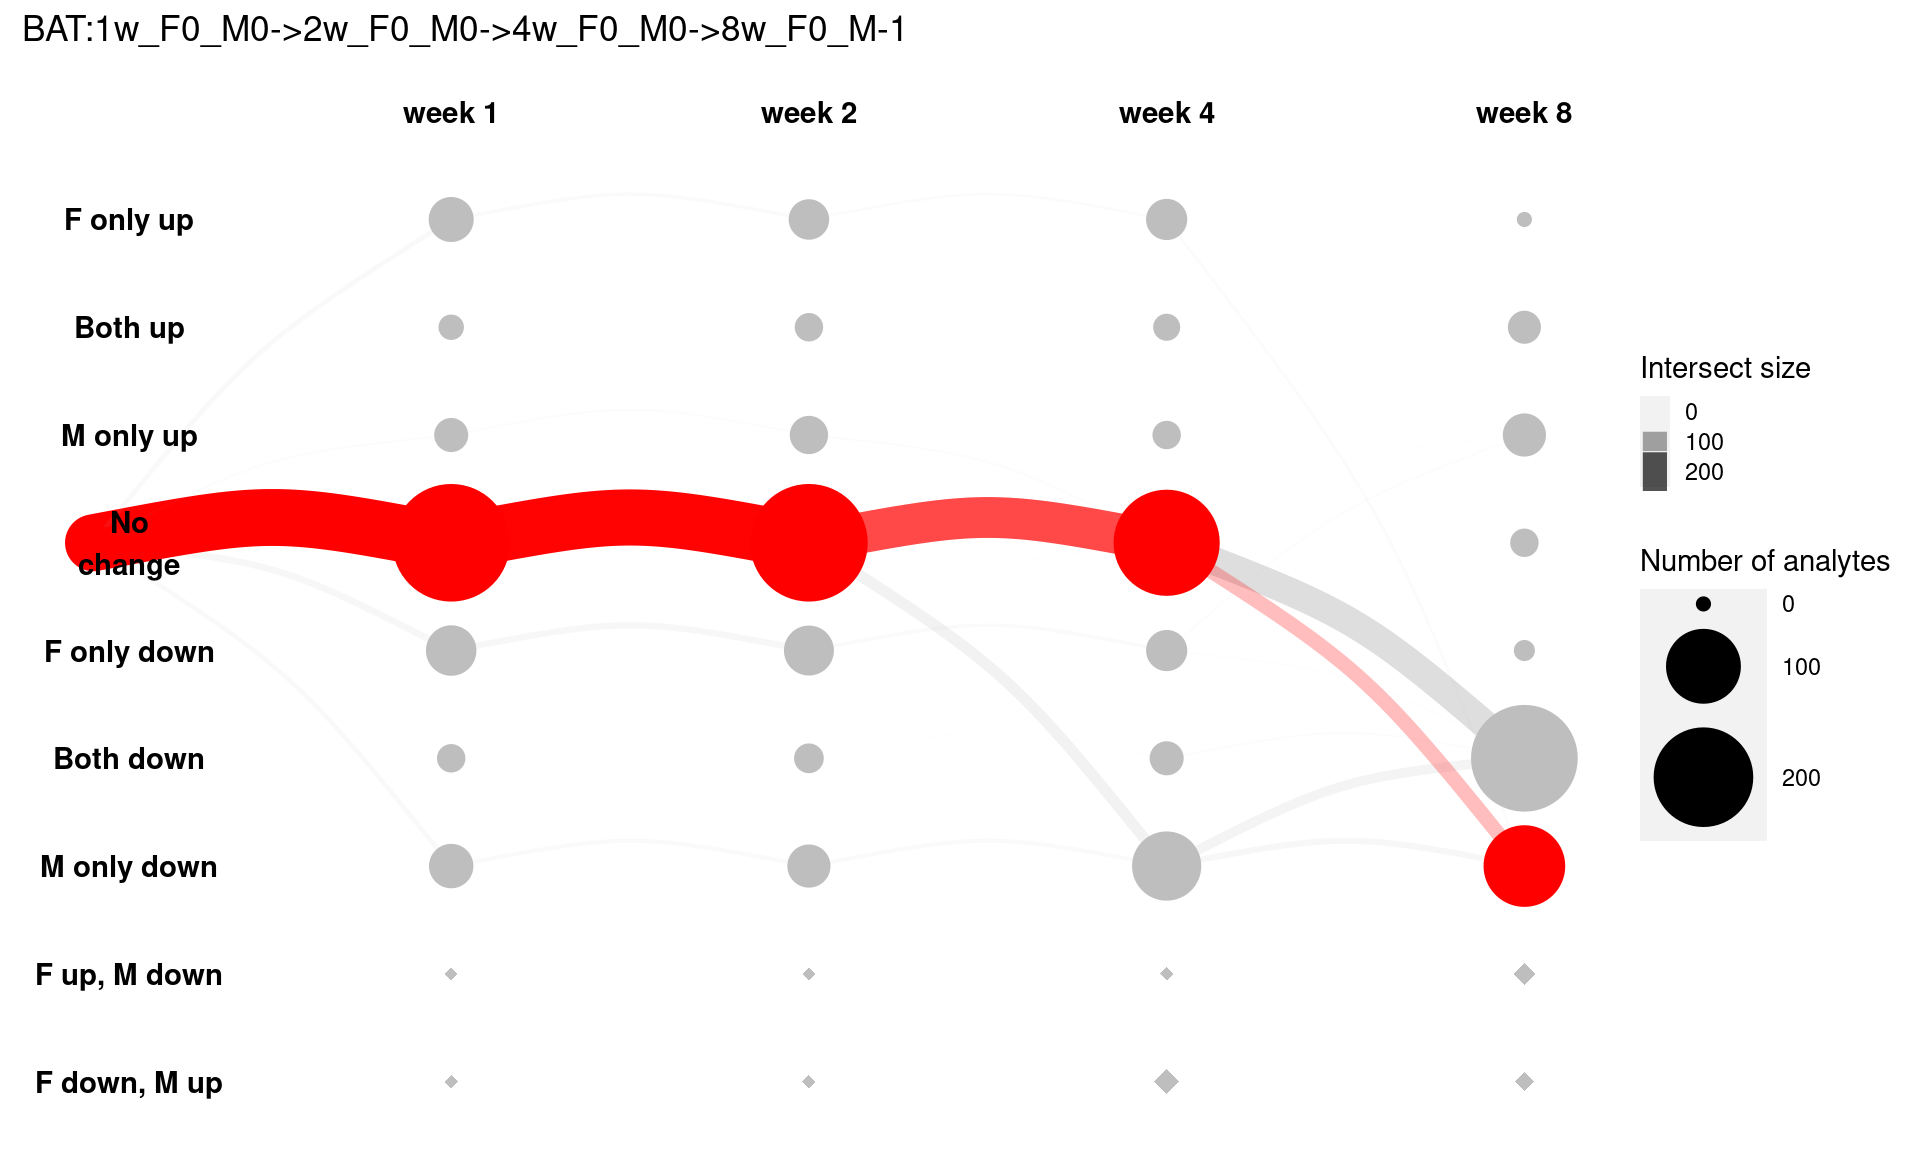 BAT:1w_F0_M0->2w_F0_M0->4w_F0_M0->8w_F0_M-1
week 1
week 2
week 4
week 8
F only up
Both up
M only up
No
change
F only down
Both down
M only down
F up, M down
F down, M up
Intersect size
0
100
200
Number of analytes
0
100
200